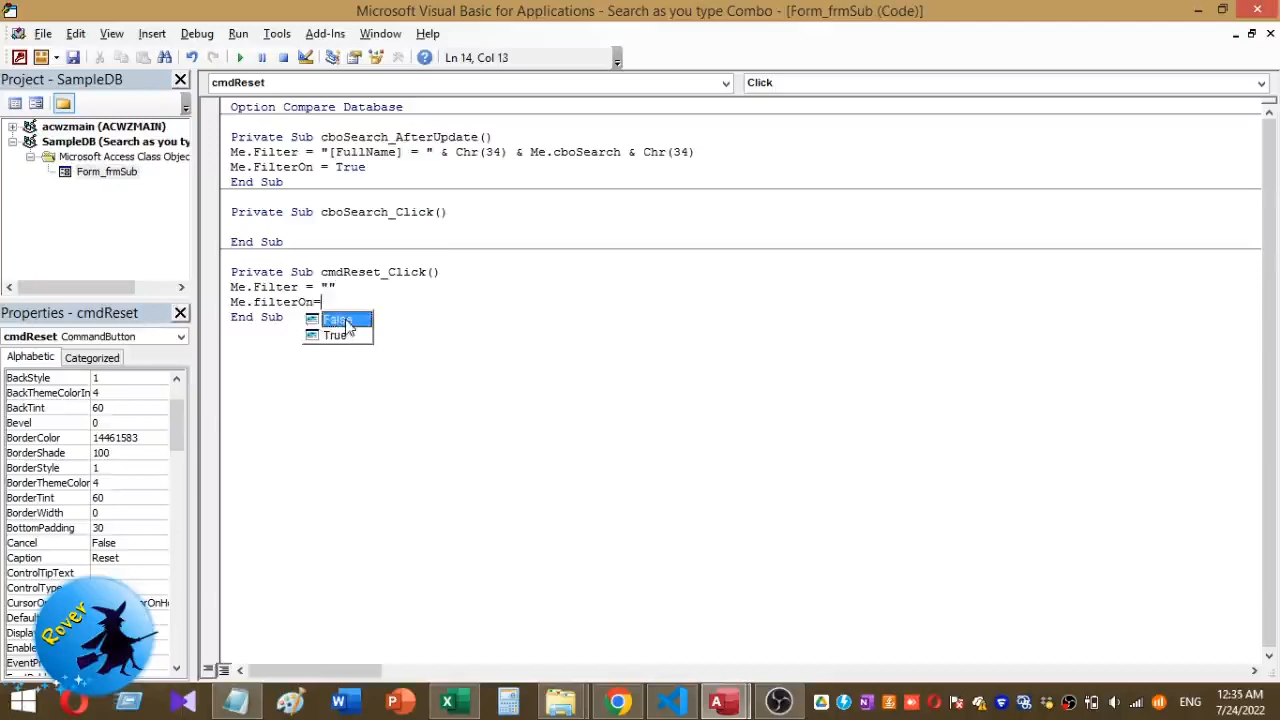 Microsoft Visual Basic for Applications - Search as you type Combo - [Form_frmSub (Code)]
File Edit View Insert Format Debug Run Tools Add-Ins Window Help
Ln 14, Col 13
Project - SampleDB
acwzmain (ACWZMAIN)
SampleDB (Search as you ty
Microsoft Access Class Objec
Form_frmSub
Properties - cmdReset
cmdReset CommandButton
Alphabetic Categorized
BackStyle 1
BackThemeColorIn 4
BackTint 60
Bevel 0
BorderColor 14461583
BorderShade 100
BorderStyle 1
BorderThemeColor 4
BorderTint 60
BorderWidth 0
BottomPadding 30
Cancel False
Caption Reset
ControlTipText
ControlType
Rover
cmdReset Click
Option Compare Database
Private Sub cboSearch_AfterUpdate()
Me.Filter = "[FullName] = " & Chr(34) & Me.cboSearch & Chr(34)
Me.FilterOn = True
End Sub
Private Sub cboSearch_Click()
End Sub
Private Sub cmdReset_Click()
Me.Filter = ""
Me.filterOn=
End Sub
False
True
ENG
12:35 AM
7/24/2022